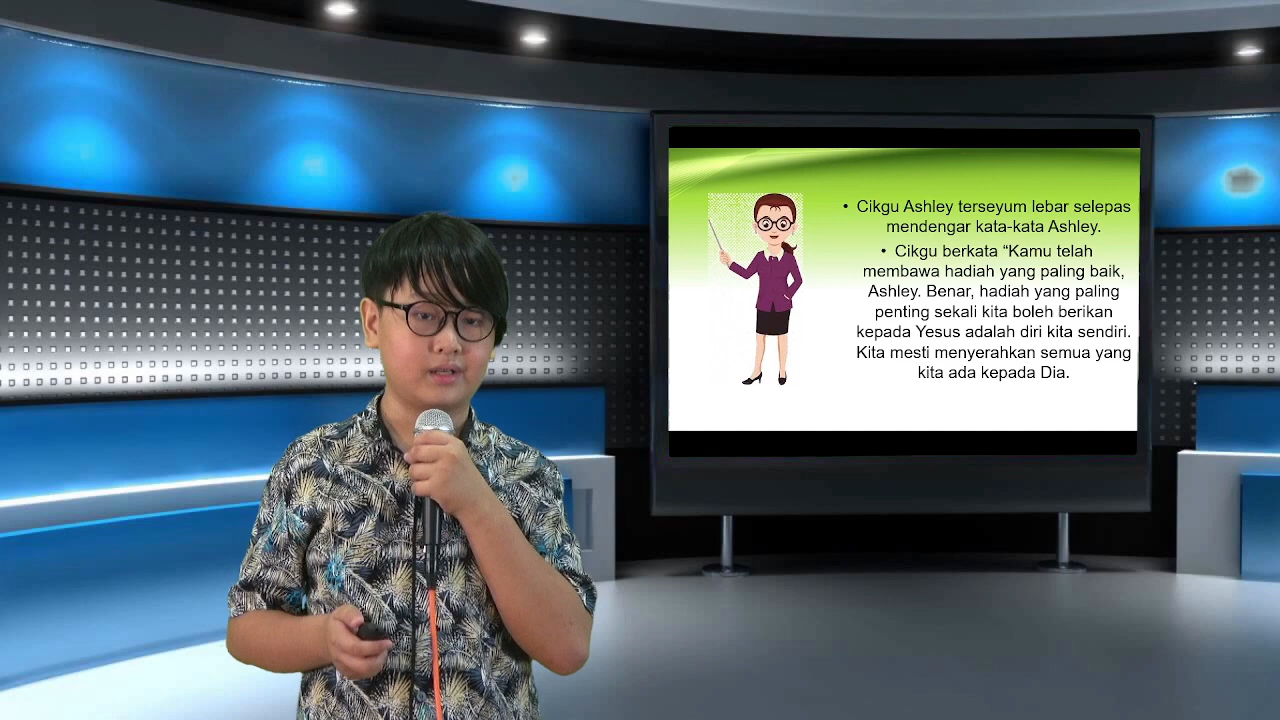 • Cikgu Ashley terseyum lebar selepas
mendengar kata-kata Ashley.
• Cikgu berkata “Kamu telah
membawa hadiah yang paling baik,
Ashley. Benar, hadiah yang paling
penting sekali kita boleh berikan
kepada Yesus adalah diri kita sendiri.
Kita mesti menyerahkan semua yang
kita ada kepada Dia.